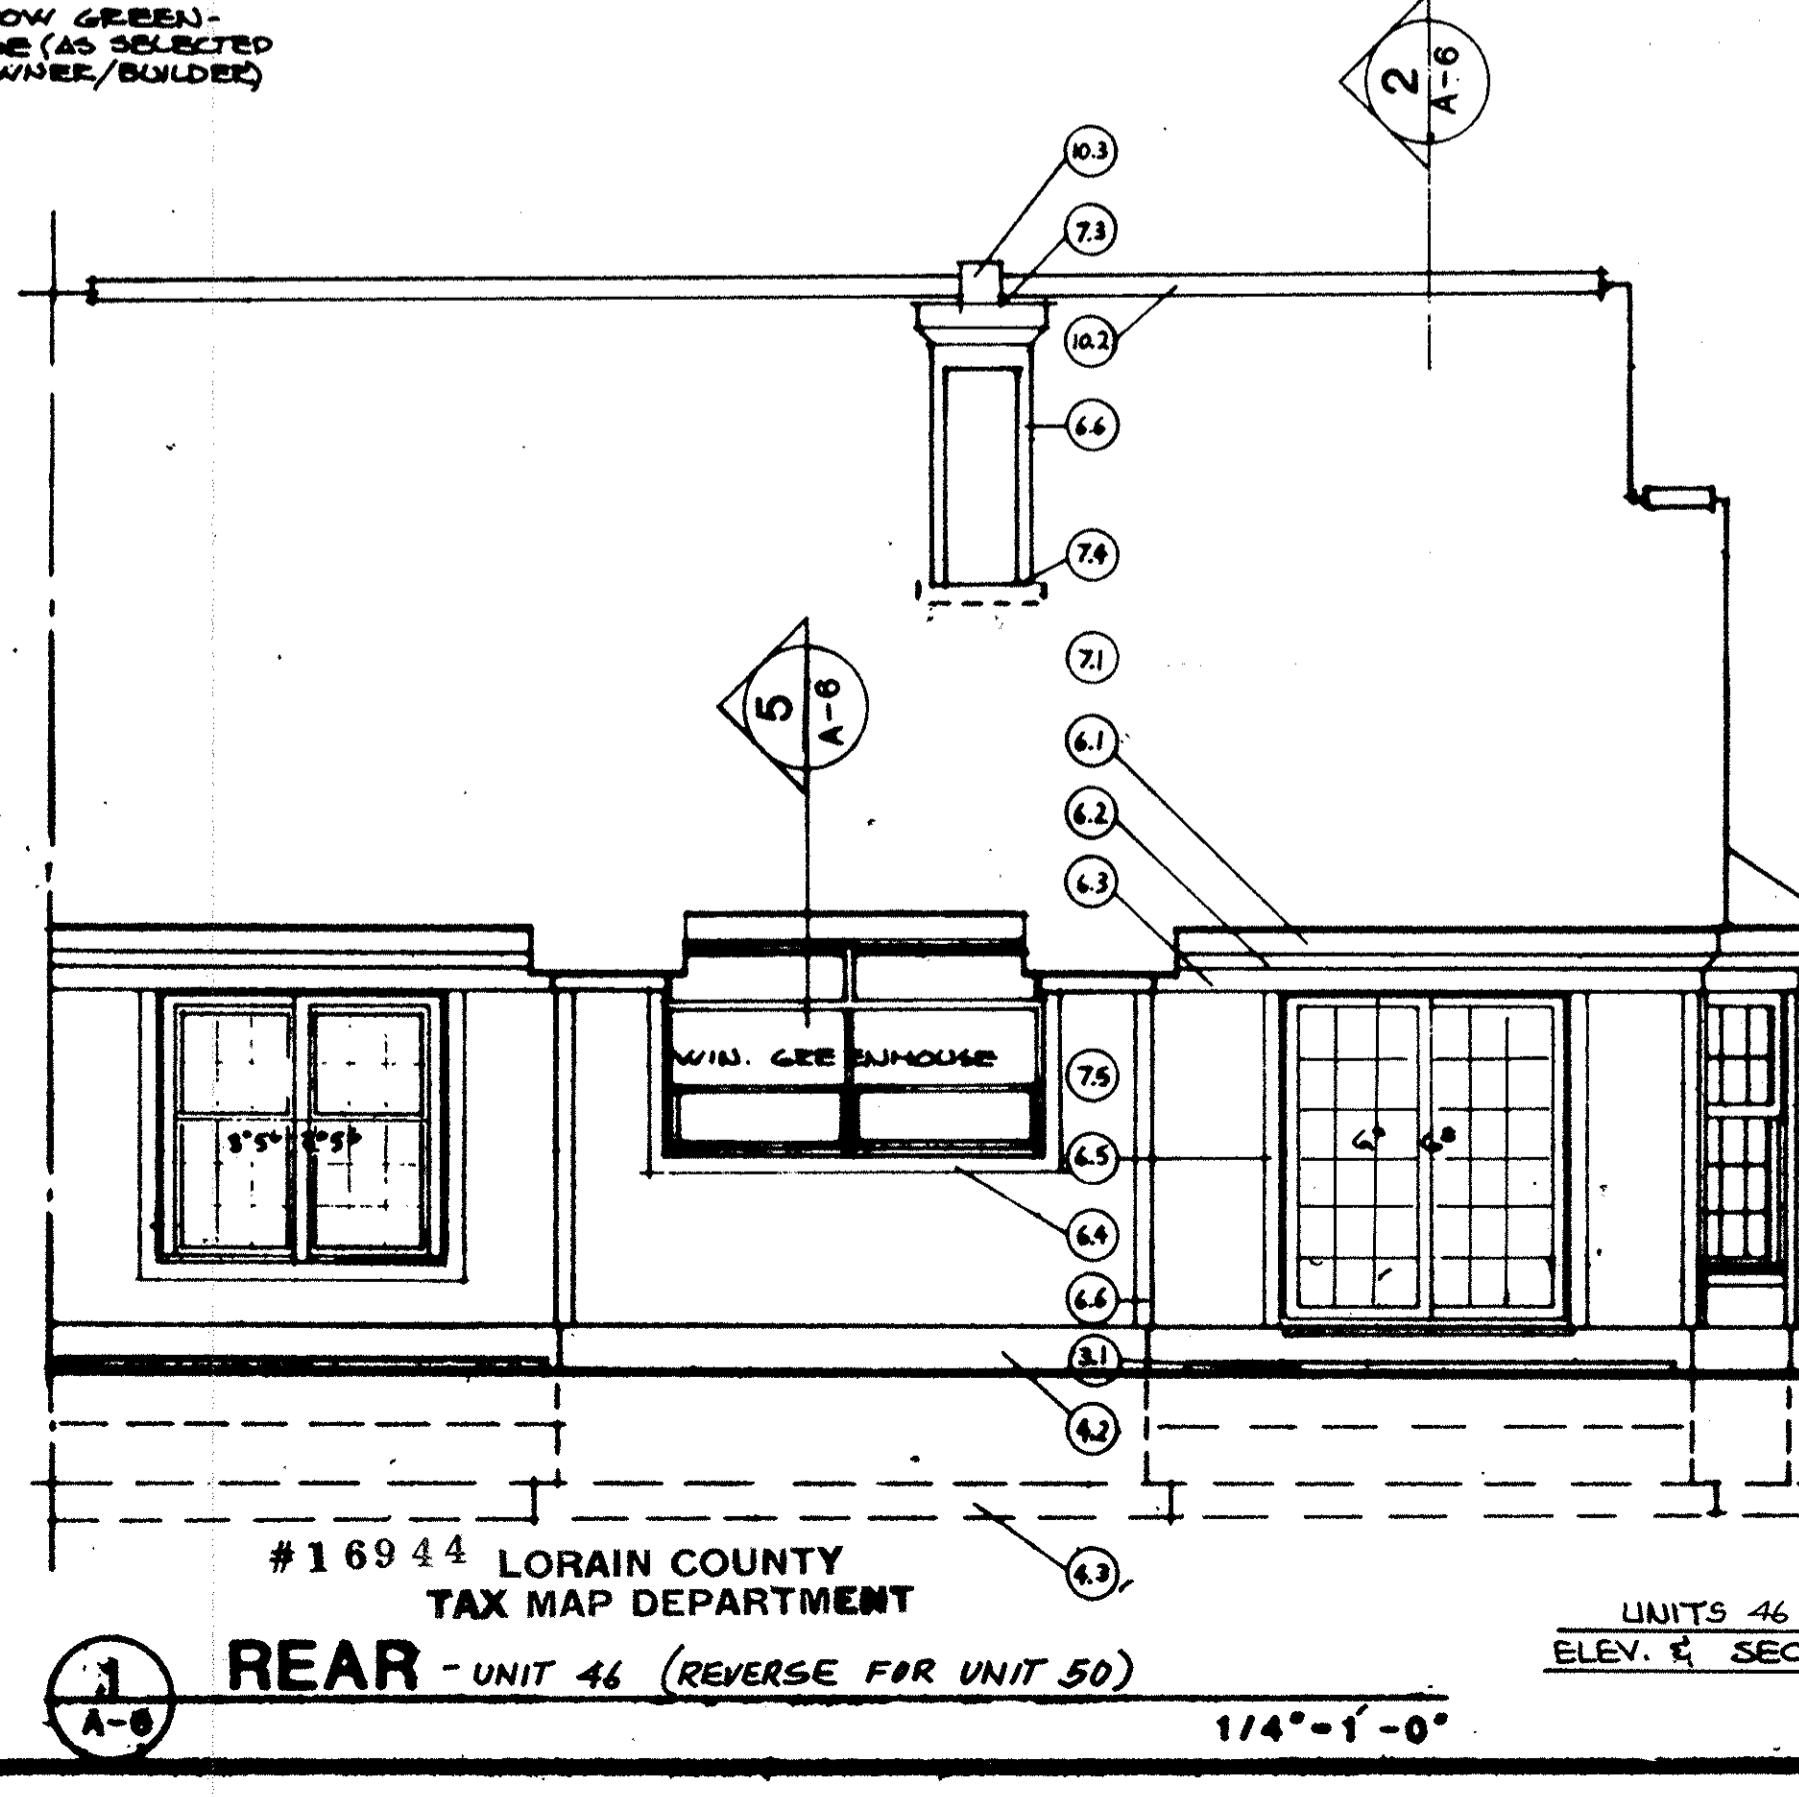 OW GREEN-
E (AS SELECTED
WNER/BUILDER)
2
A-6
10.3
7.3
10.2
6.6
7.4
7.1
5
A-6
6.1
6.2
6.3
WIN. GREENHOUSE
7.5
6.5
6.4
6.6
3.1
4.2
4.3
#16944 LORAIN COUNTY
TAX MAP DEPARTMENT
UNITS 46
ELEV. & SEC
1
A-6
REAR - UNIT 46 (REVERSE FOR UNIT 50)
1/4"-1'-0"